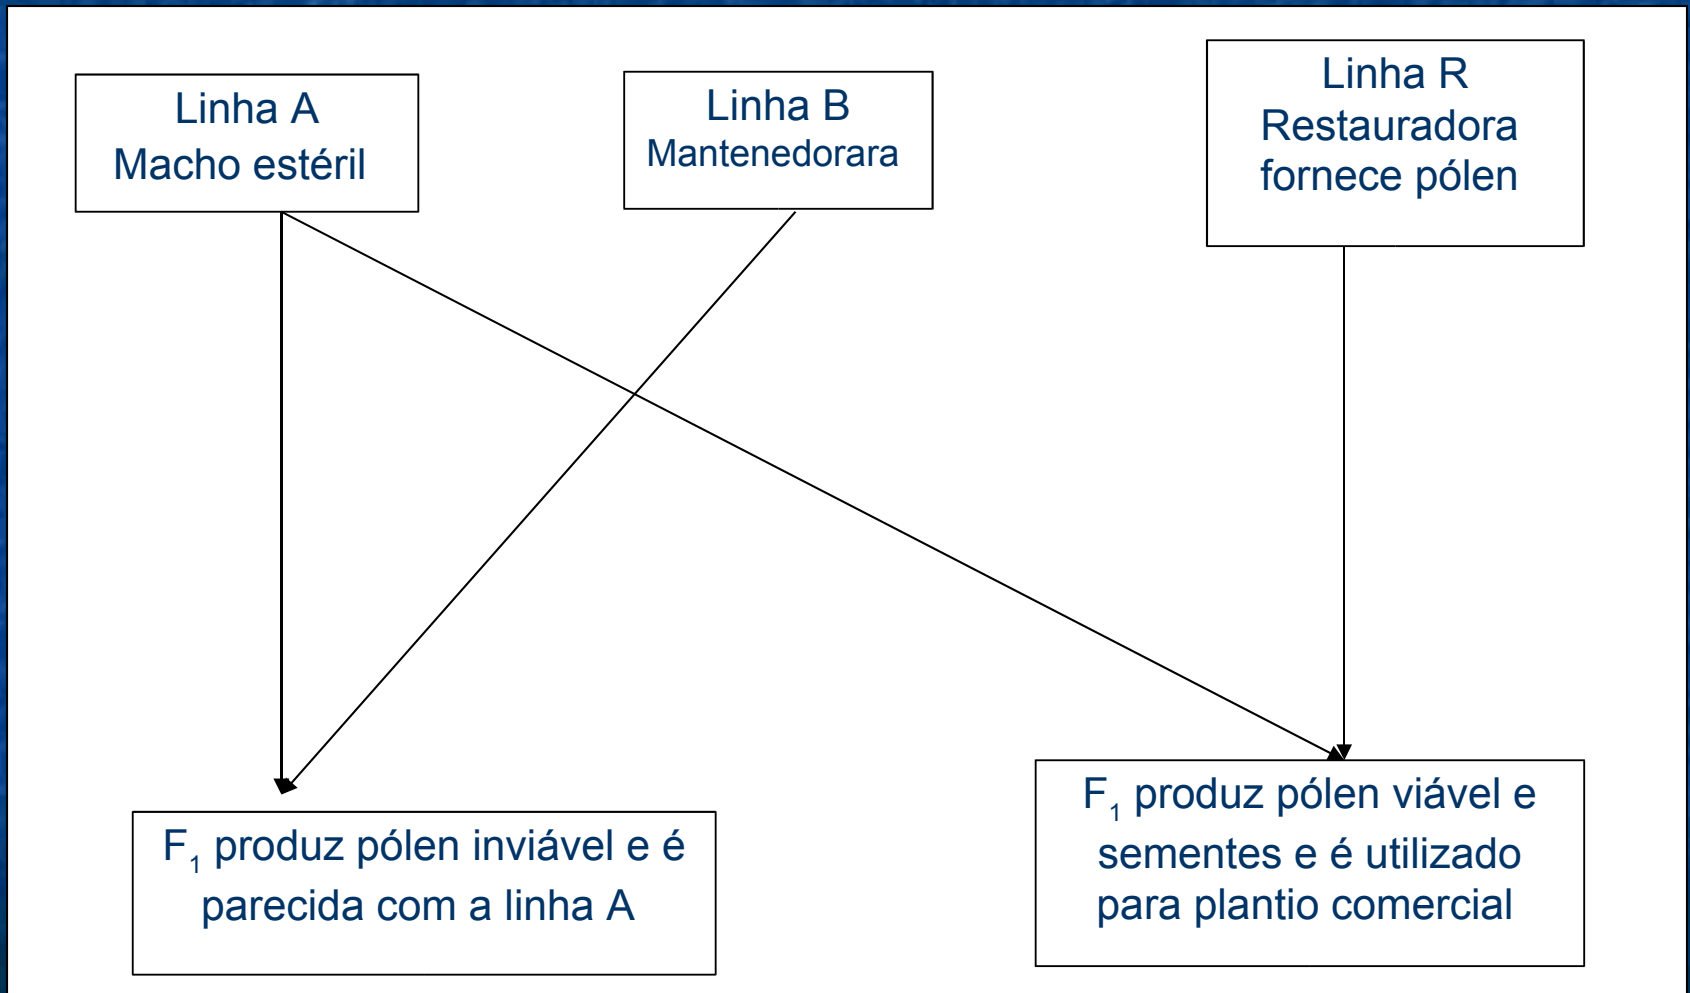 Linha A
Macho estéril
Linha B
Mantenedorara
Linha R
Restauradora
fornece pólen
F₁ produz pólen inviável e é
parecida com a linha A
F₁ produz pólen viável e
sementes e é utilizado
para plantio comercial